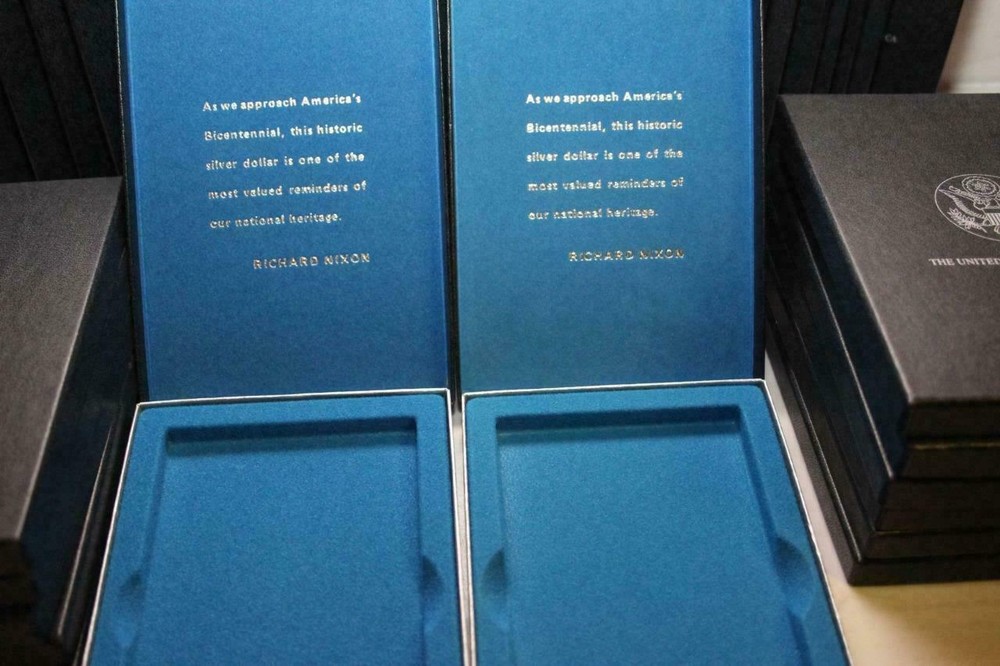 As we approach America's
Bicentennial, this historic
silver dollar is one of the
most valued reminders of
our national heritage.
RICHARD NIXON
As we approach America's
Bicentennial, this historic
silver dollar is one of the
most valued reminders of
our national heritage.
RICHARD NIXON
THE UNITED